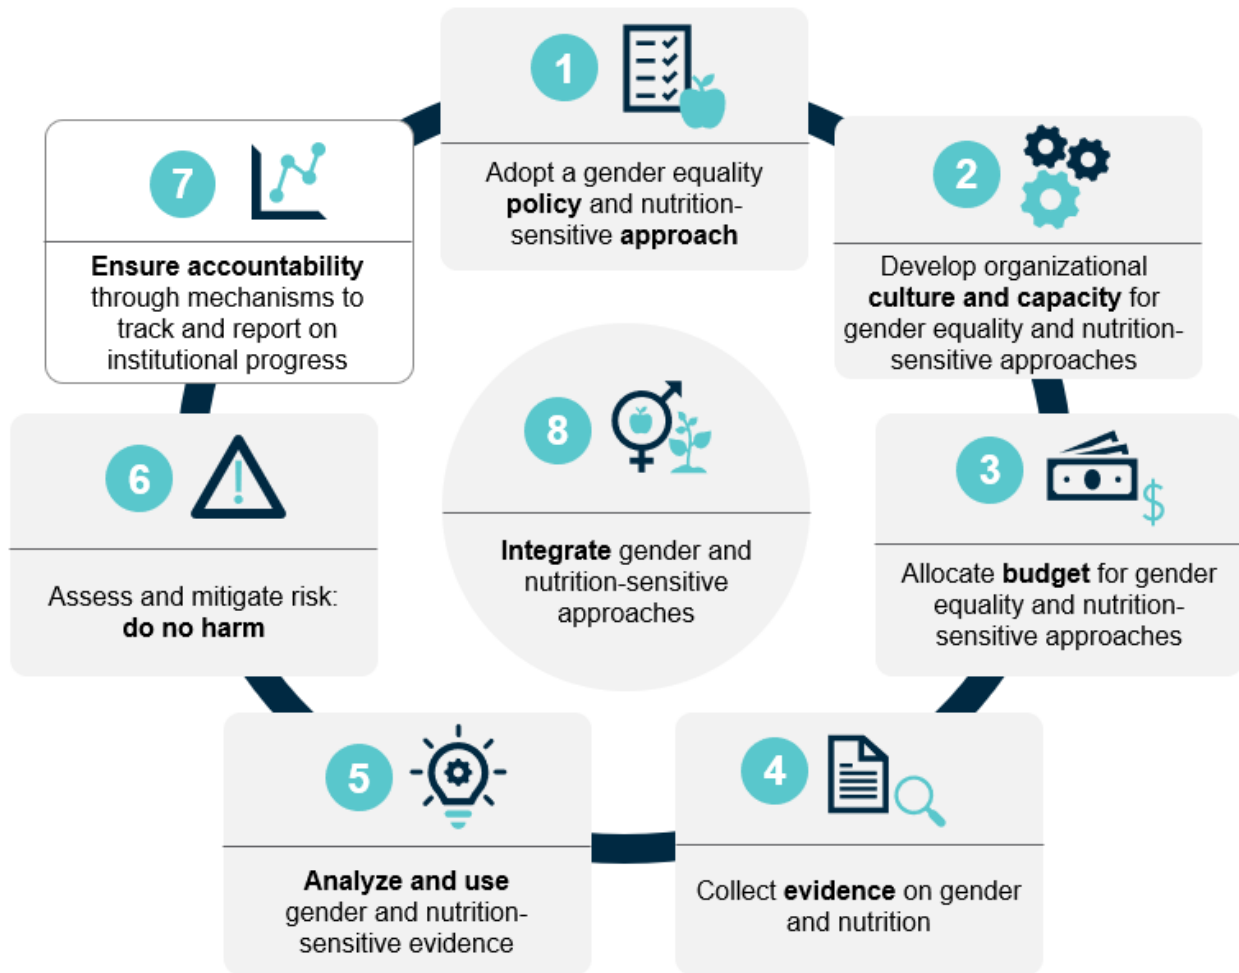 1
Adopt a gender equality
policy and nutrition-
sensitive approach
2
Develop organizational
culture and capacity for
gender equality and nutrition-
sensitive approaches
3
$
Allocate budget for gender
equality and nutrition-
sensitive approaches
4
Collect evidence on gender
and nutrition
5
Analyze and use
gender and nutrition-
sensitive evidence
6
!
Assess and mitigate risk:
do no harm
7
Ensure accountability
through mechanisms to
track and report on
institutional progress
8
Integrate gender and
nutrition-sensitive
approaches